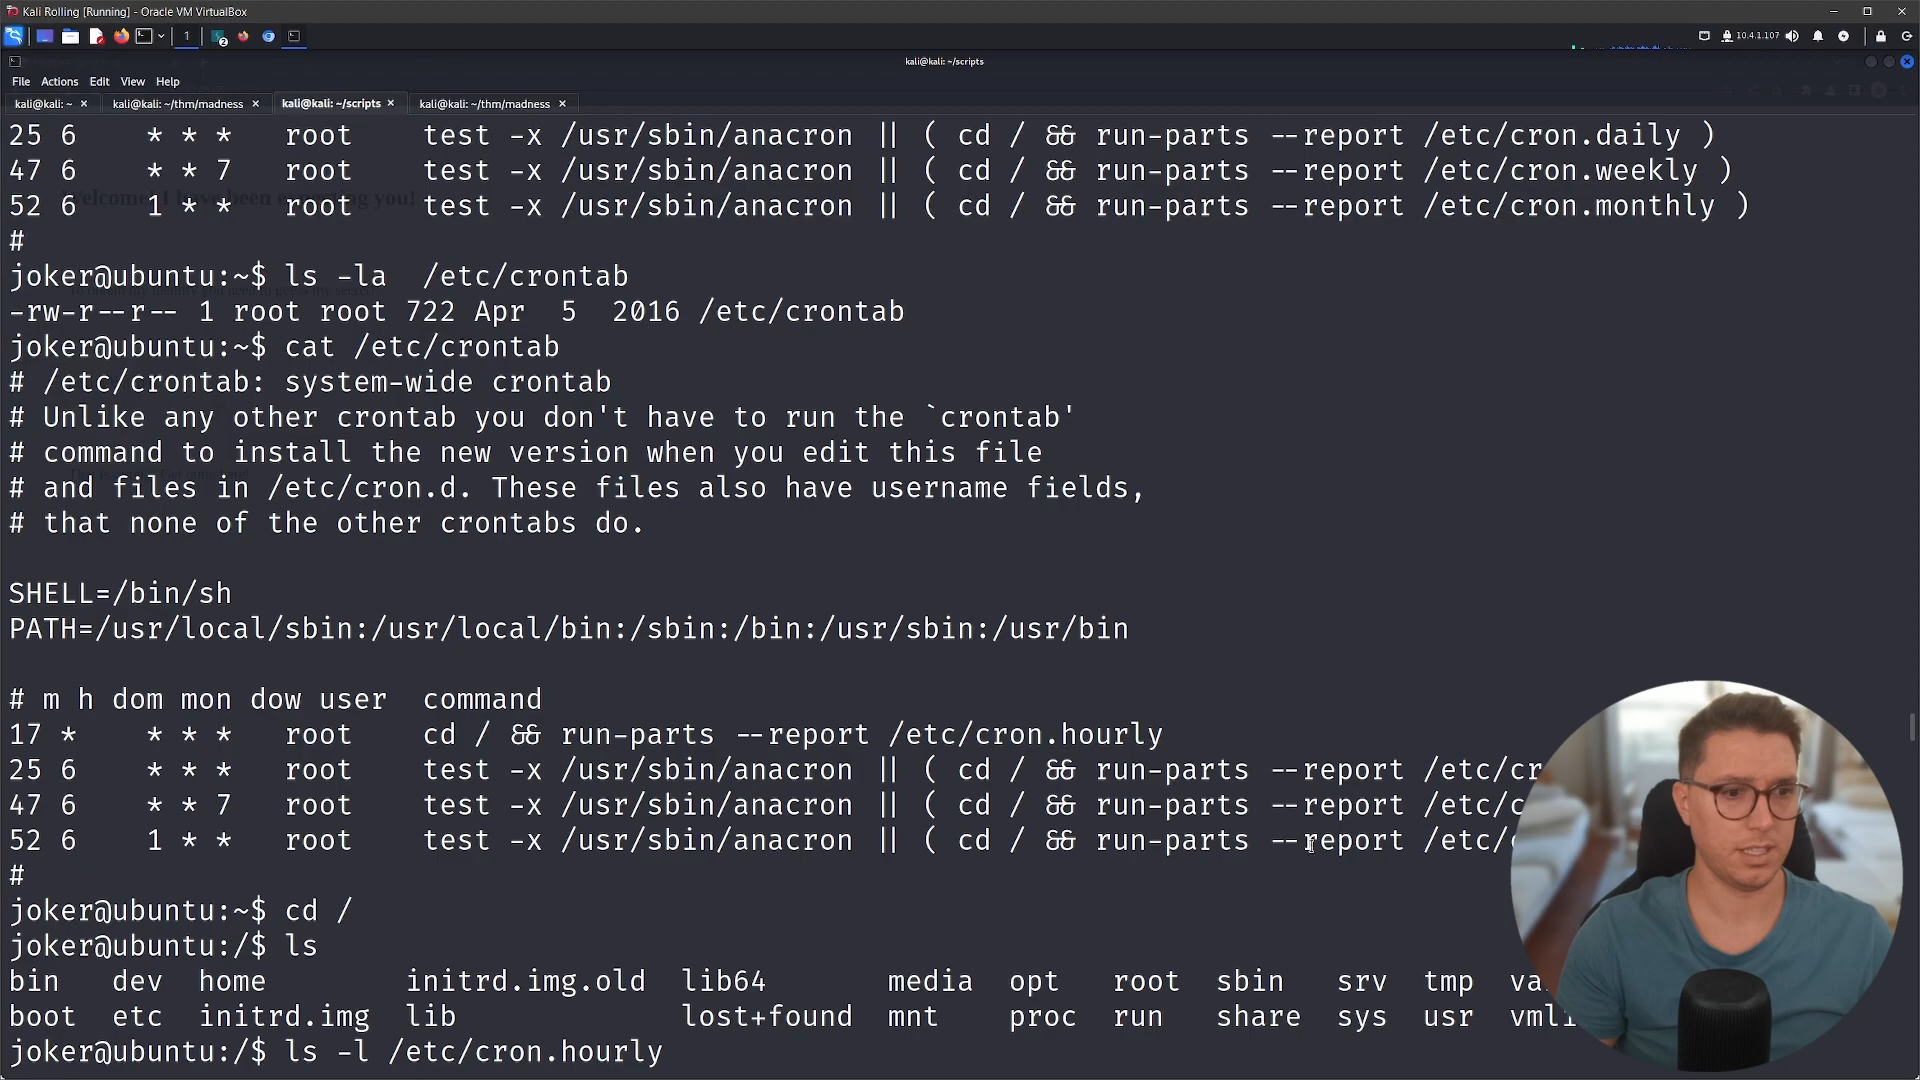 Kali Rolling [Running] - Oracle VM VirtualBox
1
2
10.4.1.107
kali@kali: ~/scripts
File Actions Edit View Help
kali@kali: ~ × kali@kali: ~/thm/madness × kali@kali: ~/scripts × kali@kali: ~/thm/madness ×
25 6 * * * root test -x /usr/sbin/anacron || ( cd / && run-parts --report /etc/cron.daily )
47 6 * * 7 root test -x /usr/sbin/anacron || ( cd / && run-parts --report /etc/cron.weekly )
52 6 1 * * root test -x /usr/sbin/anacron || ( cd / && run-parts --report /etc/cron.monthly )
#
joker@ubuntu:~$ ls -la /etc/crontab
-rw-r--r-- 1 root root 722 Apr 5 2016 /etc/crontab
joker@ubuntu:~$ cat /etc/crontab
# /etc/crontab: system-wide crontab
# Unlike any other crontab you don't have to run the `crontab'
# command to install the new version when you edit this file
# and files in /etc/cron.d. These files also have username fields,
# that none of the other crontabs do.
SHELL=/bin/sh
PATH=/usr/local/sbin:/usr/local/bin:/sbin:/bin:/usr/sbin:/usr/bin
# m h dom mon dow user command
17 * * * * root cd / && run-parts --report /etc/cron.hourly
25 6 * * * root test -x /usr/sbin/anacron || ( cd / && run-parts --report /etc/cr
47 6 * * 7 root test -x /usr/sbin/anacron || ( cd / && run-parts --report /etc/c
52 6 1 * * root test -x /usr/sbin/anacron || ( cd / && run-parts --report /etc/
#
joker@ubuntu:~$ cd /
joker@ubuntu:/$ ls
bin dev home initrd.img.old lib64 media opt root sbin srv tmp va
boot etc initrd.img lib lost+found mnt proc run share sys usr vmli
joker@ubuntu:/$ ls -l /etc/cron.hourly